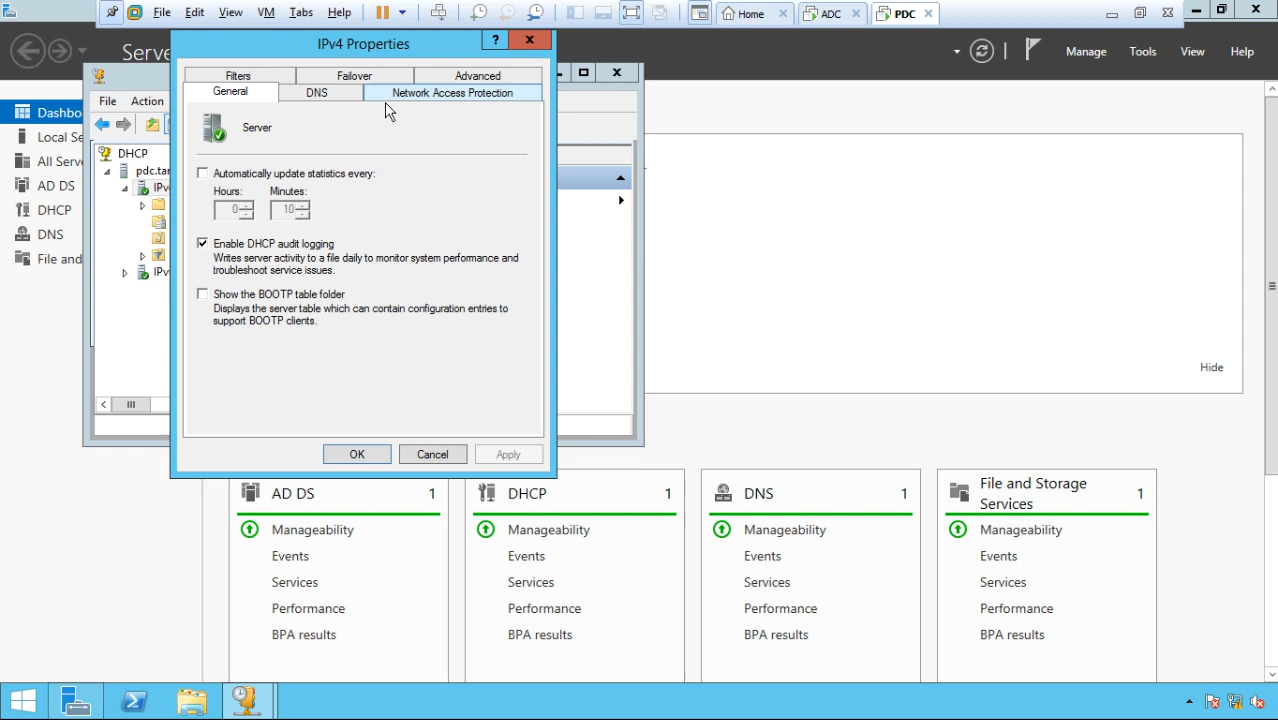 File Edit View VM Tabs Help
Home
ADC
PDC
Serve
Manage Tools View Help
IPv4 Properties
?
Filters Failover Advanced
General DNS Network Access Protection
Server
Automatically update statistics every:
Hours: Minutes:
0 10
Enable DHCP audit logging
Writes server activity to a file daily to monitor system performance and
troubleshoot service issues.
Show the BOOTP table folder
Displays the server table which can contain configuration entries to
support BOOTP clients.
OK Cancel Apply
File Action
DHCP
pdc.tar
IPv4
IPv
Dashbo
Local Se
All Serve
AD DS
DHCP
DNS
File and
Hide
AD DS 1
Manageability
Events
Services
Performance
BPA results
DHCP 1
Manageability
Events
Services
Performance
BPA results
DNS 1
Manageability
Events
Services
Performance
BPA results
File and Storage
Services 1
Manageability
Events
Services
Performance
BPA results